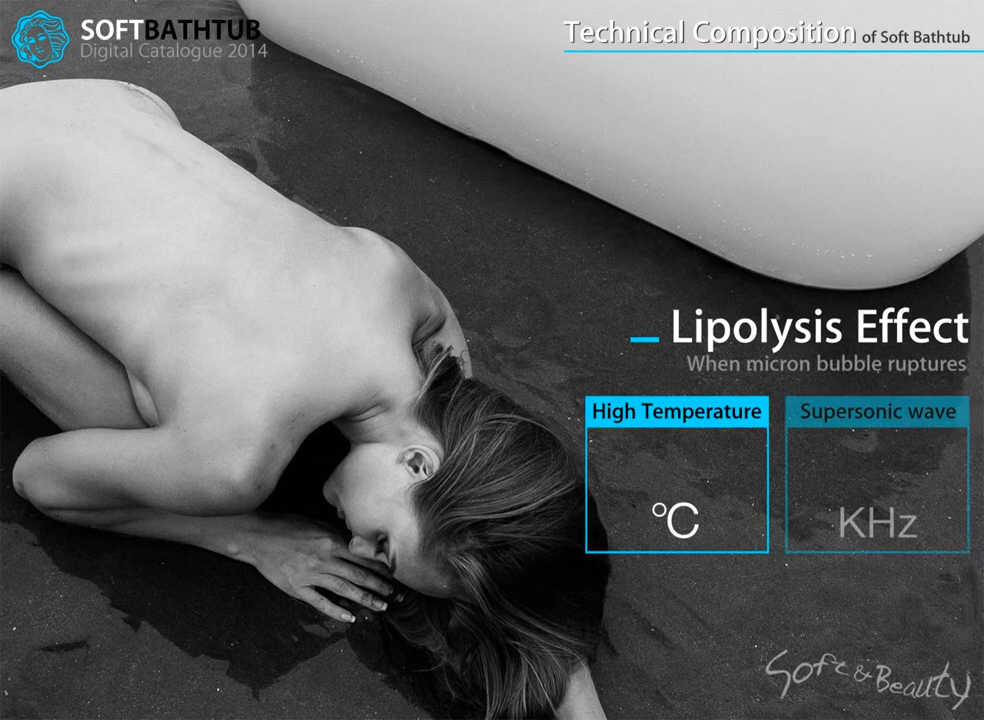 SOFTBATHTUB
Digital Catalogue 2014
Technical Composition of Soft Bathtub
Lipolysis Effect
When micron bubble ruptures
High Temperature
°C
Supersonic wave
KHz
Soft & Beauty